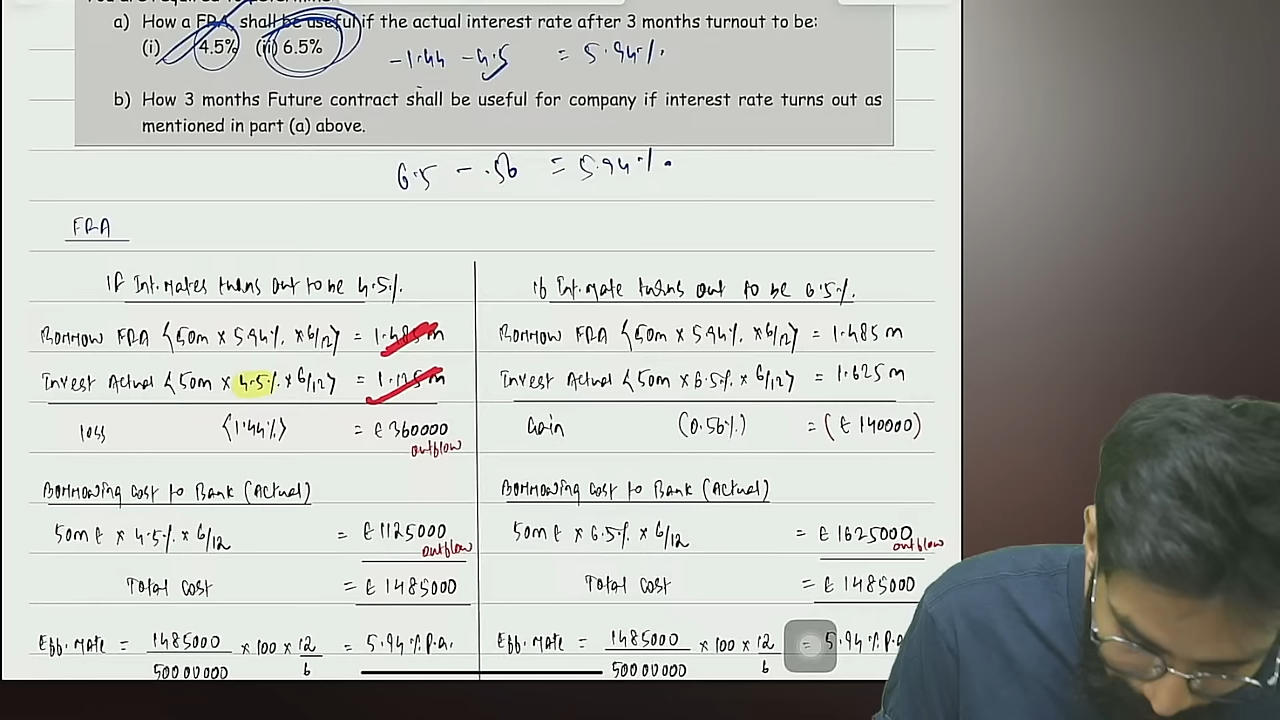 a) How a FRA, shall be useful if the actual interest rate after 3 months turnout to be:
(i) 4.5% (ii) 6.5%
-1.44 -4.5 = 5.94%
b) How 3 months Future contract shall be useful for company if interest rate turns out as
mentioned in part (a) above.
6.5 - .56 = 5.94%
FRA
If Int. rates turns out to be 4.5%.
Borrow FRA {50m x 5.94% x 6/12} = 1.485m
Invest Actual {50m x 4.5% x 6/12} = 1.125m
loss {1.44%} = € 360000
outflow
Borrowing Cost to Bank (Actual)
50m € x 4.5% x 6/12 = € 1125000
outflow
Total Cost = € 1485000
Eff. rate = 1485000 / 50000000 x 100 x 12/6 = 5.94% p.a.
If Int. rate turns out to be 6.5%.
Borrow FRA {50m x 5.94% x 6/12} = 1.485m
Invest Actual {50m x 6.5% x 6/12} = 1.625m
Gain (0.56%) = (€ 140000)
Borrowing Cost to Bank (Actual)
50m € x 6.5% x 6/12 = € 1625000
outflow
Total Cost = € 1485000
Eff. rate = 1485000 / 50000000 x 100 x 12/6 = 5.94% p.a.